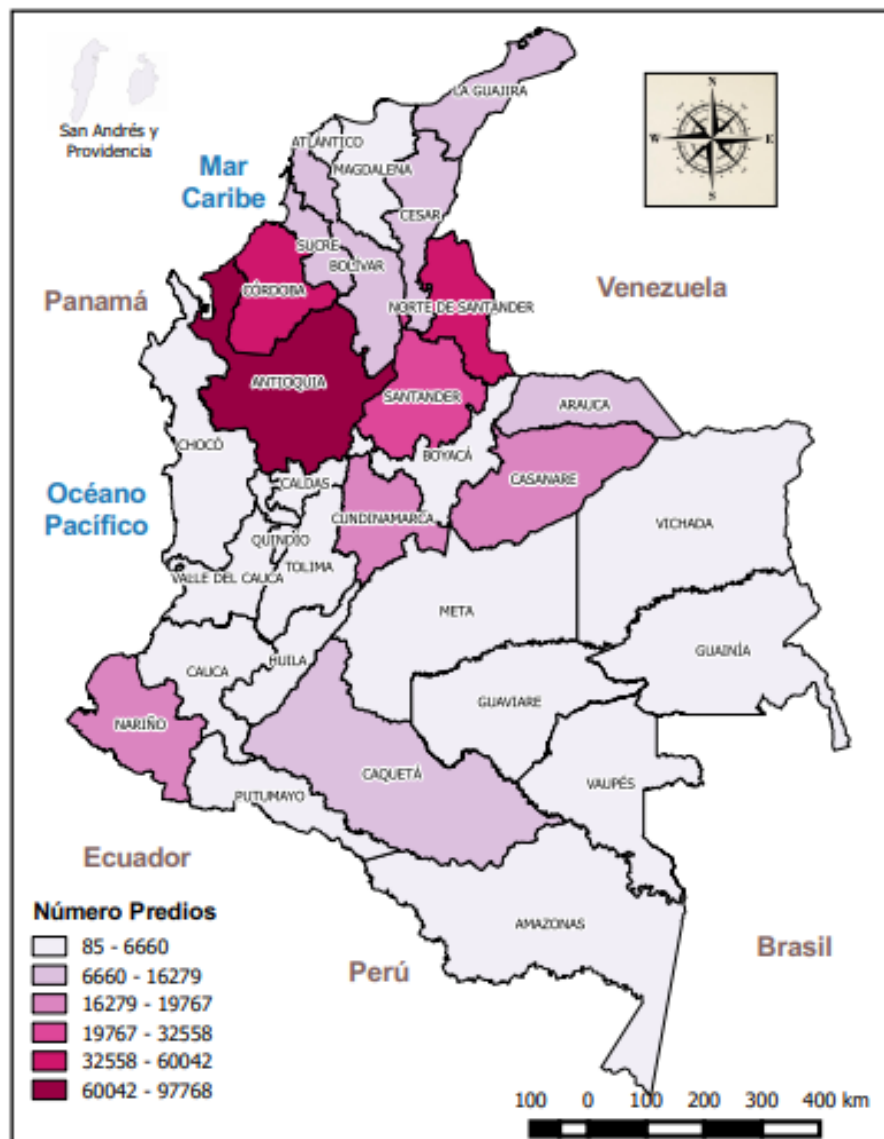 San Andrés y
Providencia
Mar
Caribe
Panamá
Océano
Pacífico
Venezuela
Ecuador
Perú
Brasil
N
W
E
S
LA GUAJIRA
ATLÁNTICO
MAGDALENA
CESAR
SUCRE
BOLÍVAR
CÓRDOBA
NORTE DE SANTANDER
ANTIOQUIA
SANTANDER
ARAUCA
CHOCÓ
BOYACÁ
CALDAS
CASANARE
CUNDINAMARCA
VICHADA
QUINDÍO
TOLIMA
VALLE DEL CAUCA
META
GUAINÍA
HUILA
CAUCA
GUAVIARE
NARIÑO
CAQUETÁ
VAUPÉS
PUTUMAYO
AMAZONAS
Número Predios
85 - 6660
6660 - 16279
16279 - 19767
19767 - 32558
32558 - 60042
60042 - 97768
100 0 100 200 300 400 km